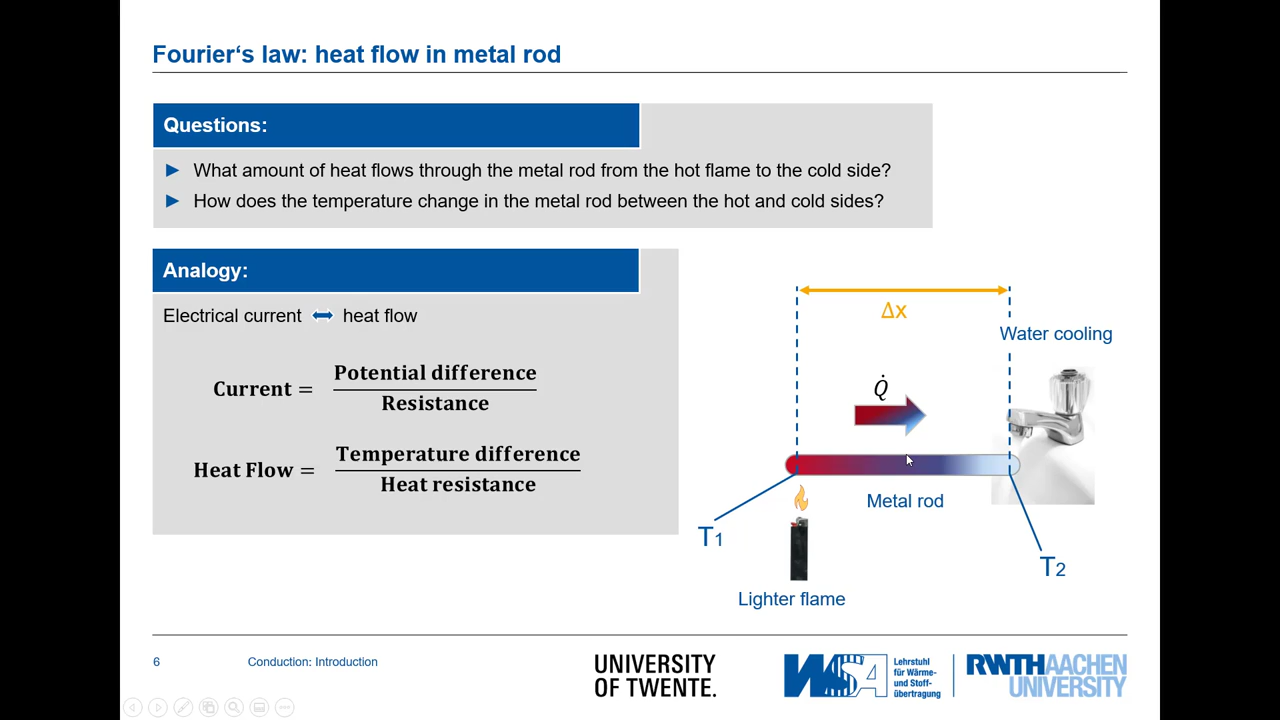 Fourier‘s law: heat flow in metal rod
Questions:
► What amount of heat flows through the metal rod from the hot flame to the cold side?
► How does the temperature change in the metal rod between the hot and cold sides?
Analogy:
Electrical current ⬌ heat flow
Current = Potential difference
Resistance
Heat Flow = Temperature difference
Heat resistance
Δx
Water cooling
Q̇
Metal rod
T1
T2
Lighter flame
6
Conduction: Introduction
UNIVERSITY
OF TWENTE.
WSA
Lehrstuhl
für Wärme-
und Stoff-
übertragung
RWTHAACHEN
UNIVERSITY